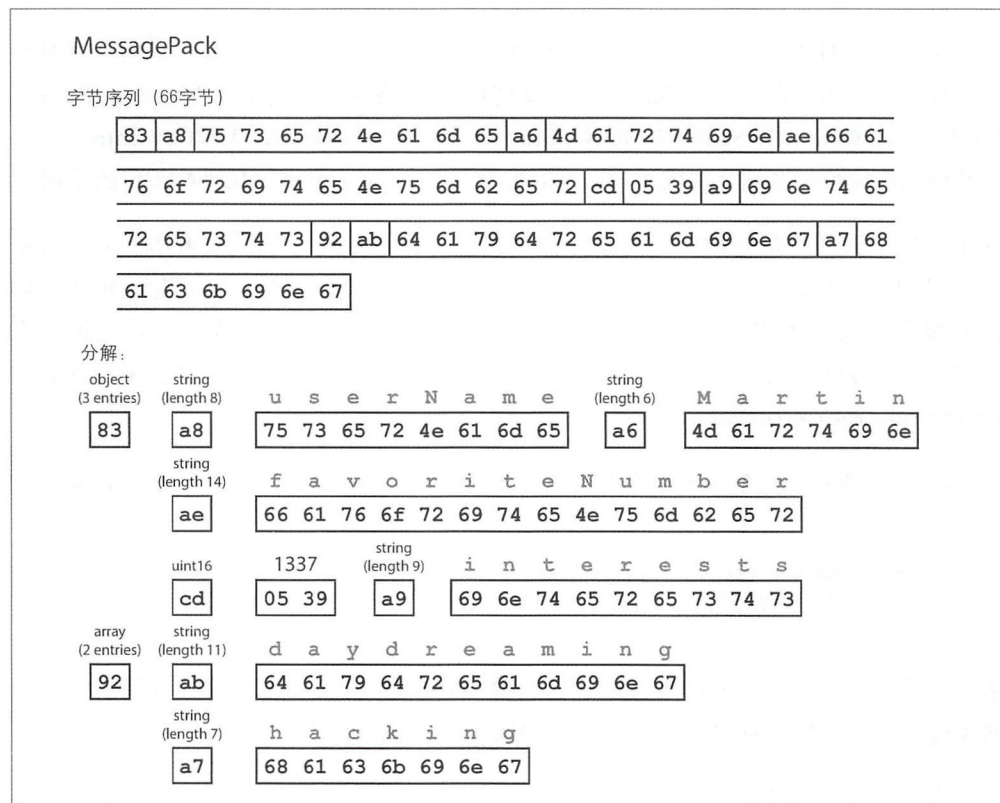 MessagePack
字节序列（66字节）
83 a8 75 73 65 72 4e 61 6d 65 a6 4d 61 72 74 69 6e ae 66 61
76 6f 72 69 74 65 4e 75 6d 62 65 72 cd 05 39 a9 69 6e 74 65
72 65 73 74 73 92 ab 64 61 79 64 72 65 61 6d 69 6e 67 a7 68
61 63 6b 69 6e 67
分解：
object string string
(3 entries) (length 8) u s e r N a m e (length 6) M a r t i n
83 a8 75 73 65 72 4e 61 6d 65 a6 4d 61 72 74 69 6e
string
(length 14) f a v o r i t e N u m b e r
ae 66 61 76 6f 72 69 74 65 4e 75 6d 62 65 72
string
uint16 1337 (length 9) i n t e r e s t s
cd 05 39 a9 69 6e 74 65 72 65 73 74 73
array string
(2 entries) (length 11) d a y d r e a m i n g
92 ab 64 61 79 64 72 65 61 6d 69 6e 67
string
(length 7) h a c k i n g
a7 68 61 63 6b 69 6e 67